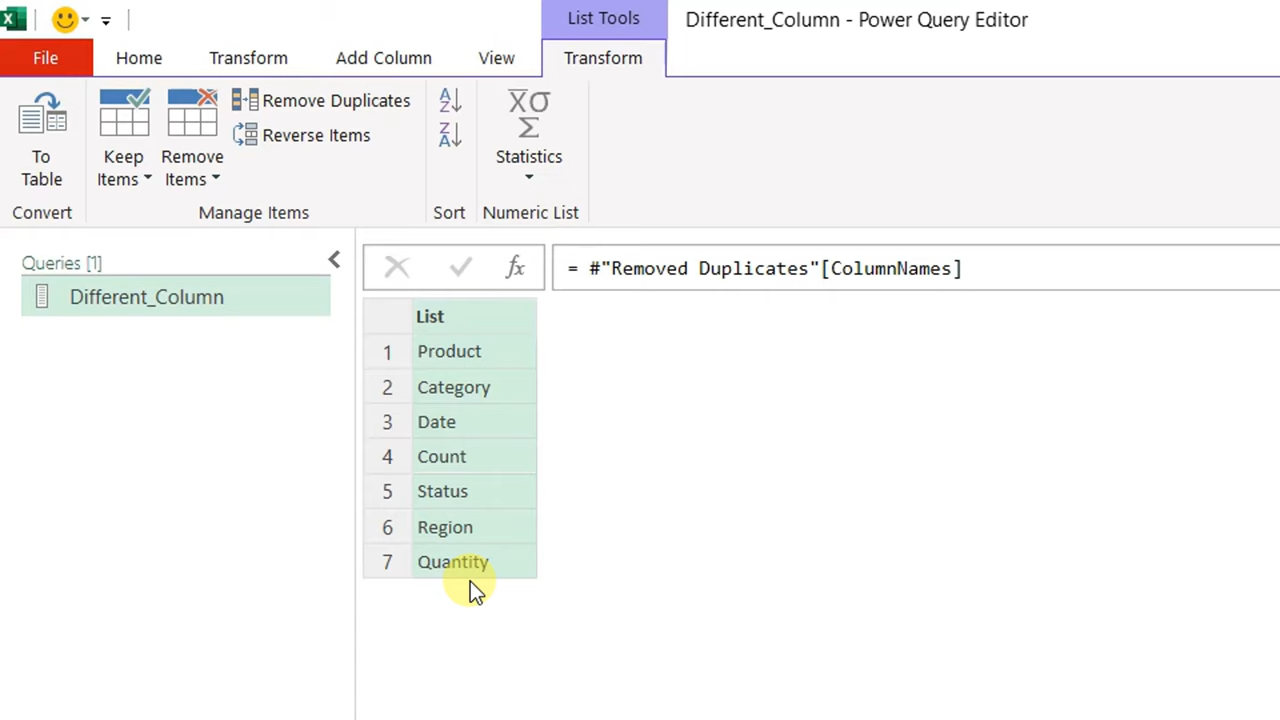 List Tools
Different_Column - Power Query Editor
File Home Transform Add Column View Transform
To Table
Keep Items
Remove Items
Remove Duplicates
Reverse Items
A Z
Z A
X̅σ
Σ
Statistics
Convert Manage Items Sort Numeric List
Queries [1]
Different_Column
fx = #"Removed Duplicates"[ColumnNames]
List
1 Product
2 Category
3 Date
4 Count
5 Status
6 Region
7 Quantity